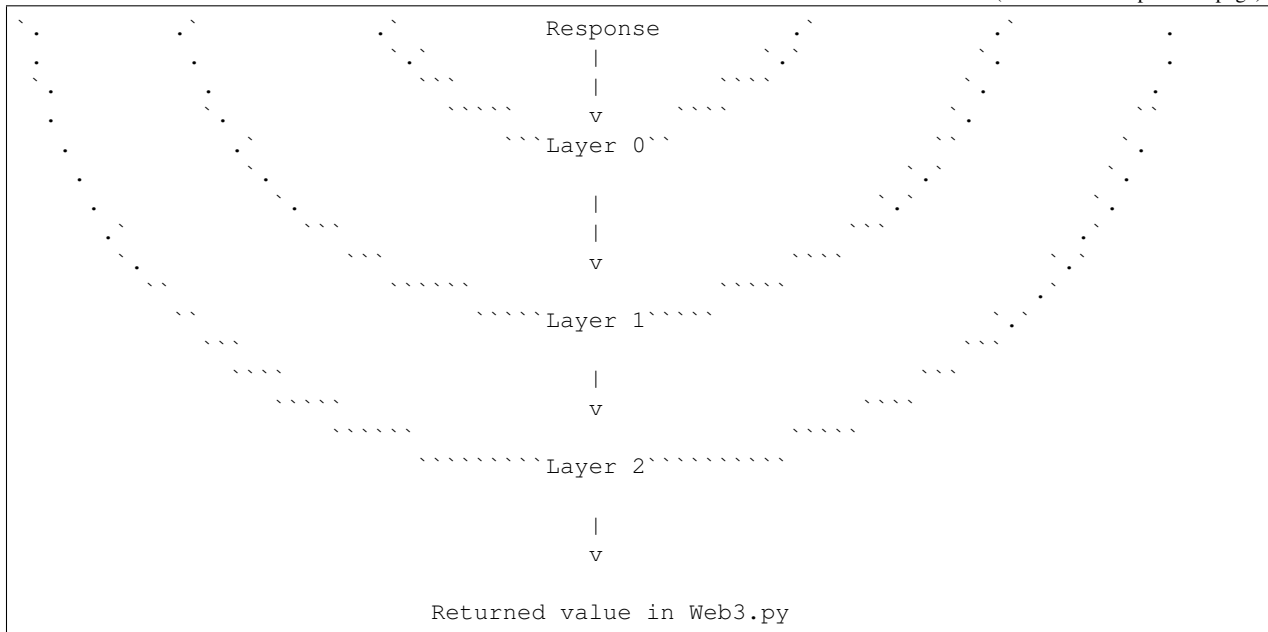 Response
|
|
v
Layer 0
|
|
v
Layer 1
|
v
Layer 2
|
v
Returned value in Web3.py